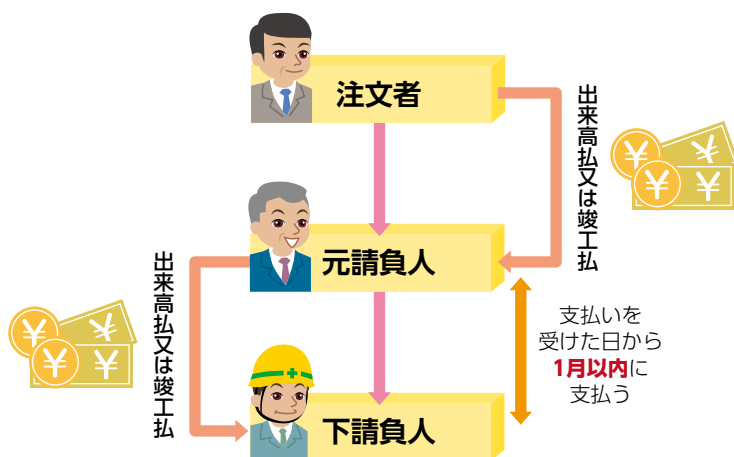 注文者
出来高払又は竣工払
¥
¥
¥
¥
元請負人
出来高払又は竣工払
¥
¥
¥
¥
支払いを
受けた日から
1月以内に
支払う
下請負人